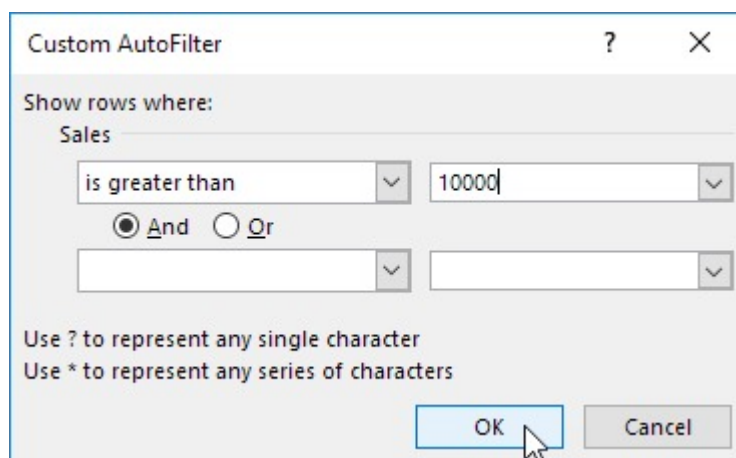 Custom AutoFilter ?
Show rows where:
Sales
is greater than 10000
And Or
Use ? to represent any single character
Use * to represent any series of characters
OK Cancel